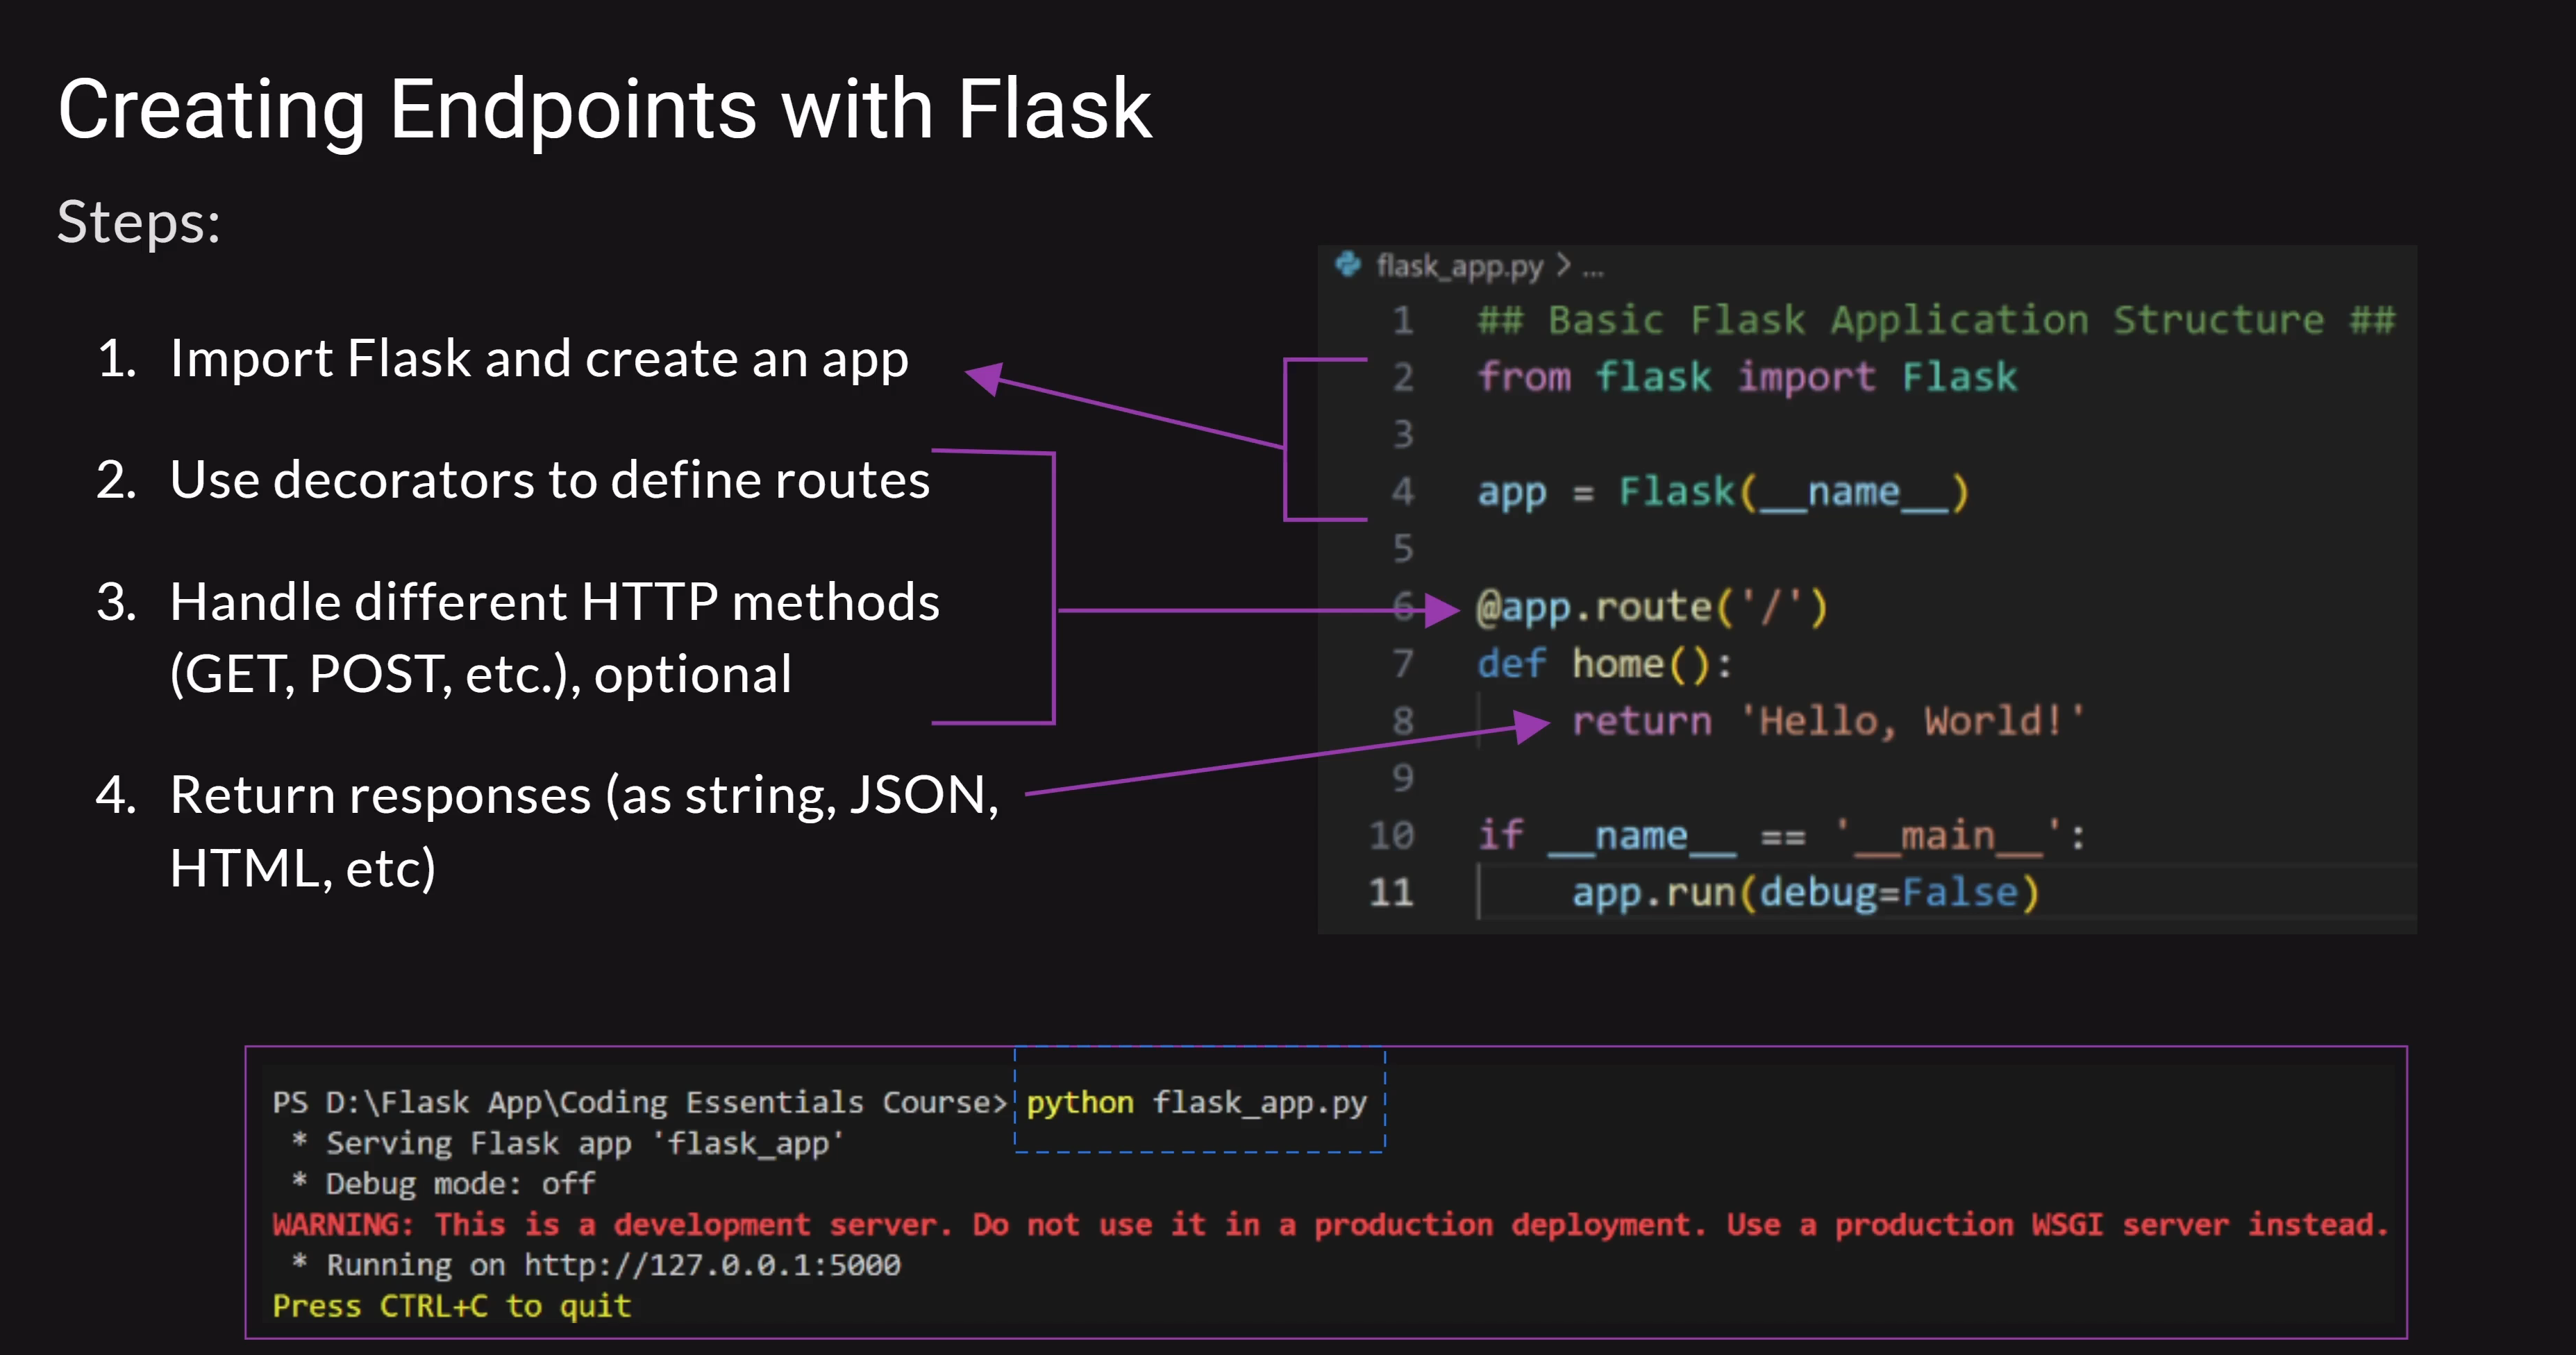 Creating Endpoints with Flask
Steps:
1. Import Flask and create an app
2. Use decorators to define routes
3. Handle different HTTP methods
(GET, POST, etc.), optional
4. Return responses (as string, JSON,
HTML, etc)
flask_app.py > ...
1 ## Basic Flask Application Structure ##
2 from flask import Flask
3
4 app = Flask(__name__)
5
6 @app.route('/')
7 def home():
8     return 'Hello, World!'
9
10 if __name__ == '__main__':
11     app.run(debug=False)
PS D:\Flask App\Coding Essentials Course> python flask_app.py
 * Serving Flask app 'flask_app'
 * Debug mode: off
WARNING: This is a development server. Do not use it in a production deployment. Use a production WSGI server instead.
 * Running on http://127.0.0.1:5000
Press CTRL+C to quit